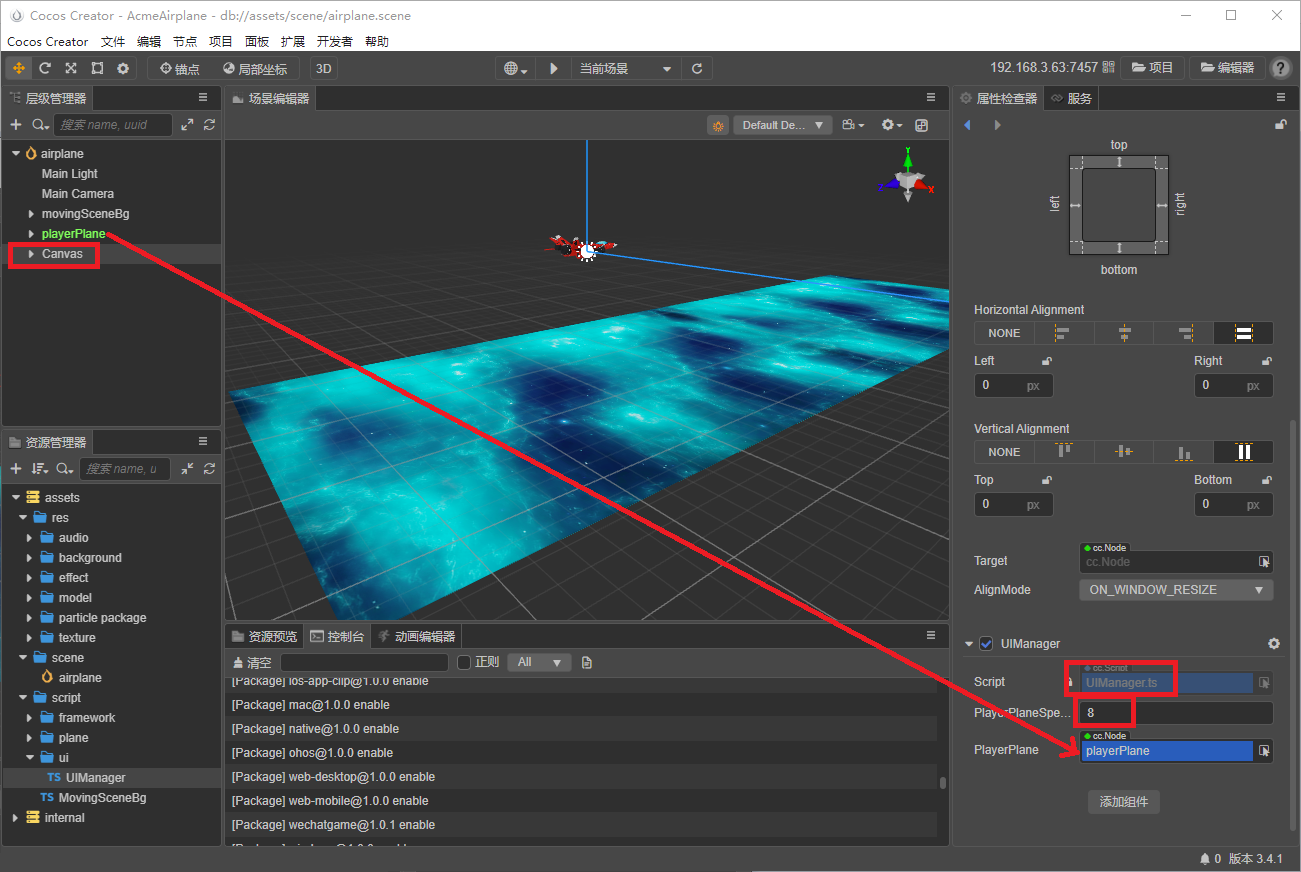 Cocos Creator - AcmeAirplane - db://assets/scene/airplane.scene
Cocos Creator 文件 编辑 节点 项目 面板 扩展 开发者 帮助
锚点 局部坐标 3D 当前场景 192.168.3.63:7457 项目 编辑器 ?
层级管理器
搜索 name, uuid
airplane
Main Light
Main Camera
movingSceneBg
playerPlane
Canvas
资源管理器
搜索 name, u
assets
res
audio
background
effect
model
particle package
texture
scene
airplane
script
framework
plane
ui
TS UIManager
TS MovingSceneBg
internal
场景编辑器
Default De...
Y
Z
X
资源预览 控制台 动画编辑器
清空 正则 All
[Package] ios-app-clip@1.0.0 enable
[Package] mac@1.0.0 enable
[Package] native@1.0.0 enable
[Package] ohos@1.0.0 enable
[Package] web-desktop@1.0.0 enable
[Package] web-mobile@1.0.0 enable
[Package] wechatgame@1.0.1 enable
属性检查器 服务
top
left
right
bottom
Horizontal Alignment
NONE
Left Right
0 px 0 px
Vertical Alignment
NONE
Top Bottom
0 px 0 px
cc.Node
Target cc.Node
AlignMode ON_WINDOW_RESIZE
UIManager
cc.Script
Script UIManager.ts
PlayerPlaneSpe... 8
cc.Node
PlayerPlane playerPlane
添加组件
0 版本 3.4.1